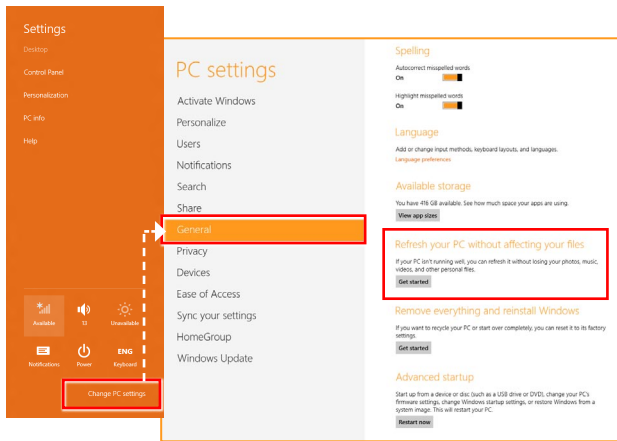 Settings
Desktop
Control Panel
Personalization
PC info
Help
Available
12
Unavailable
Notifications
Power
ENG
Keyboard
Change PC settings
PC settings
Activate Windows
Personalize
Users
Notifications
Search
Share
General
Privacy
Devices
Ease of Access
Sync your settings
HomeGroup
Windows Update
Spelling
Autocorrect misspelled words
On
Highlight misspelled words
On
Language
Add or change input methods, keyboard layouts, and languages.
Language preferences
Available storage
You have 416 GB available. See how much space your apps are using.
View app sizes
Refresh your PC without affecting your files
If your PC isn't running well, you can refresh it without losing your photos, music,
videos, and other personal files.
Get started
Remove everything and reinstall Windows
If you want to recycle your PC or start over completely, you can reset it to its factory
settings.
Get started
Advanced startup
Start up from a device or disc (such as a USB drive or DVD), change your PC's
firmware settings, change Windows startup settings, or restore Windows from a
system image. This will restart your PC.
Restart now